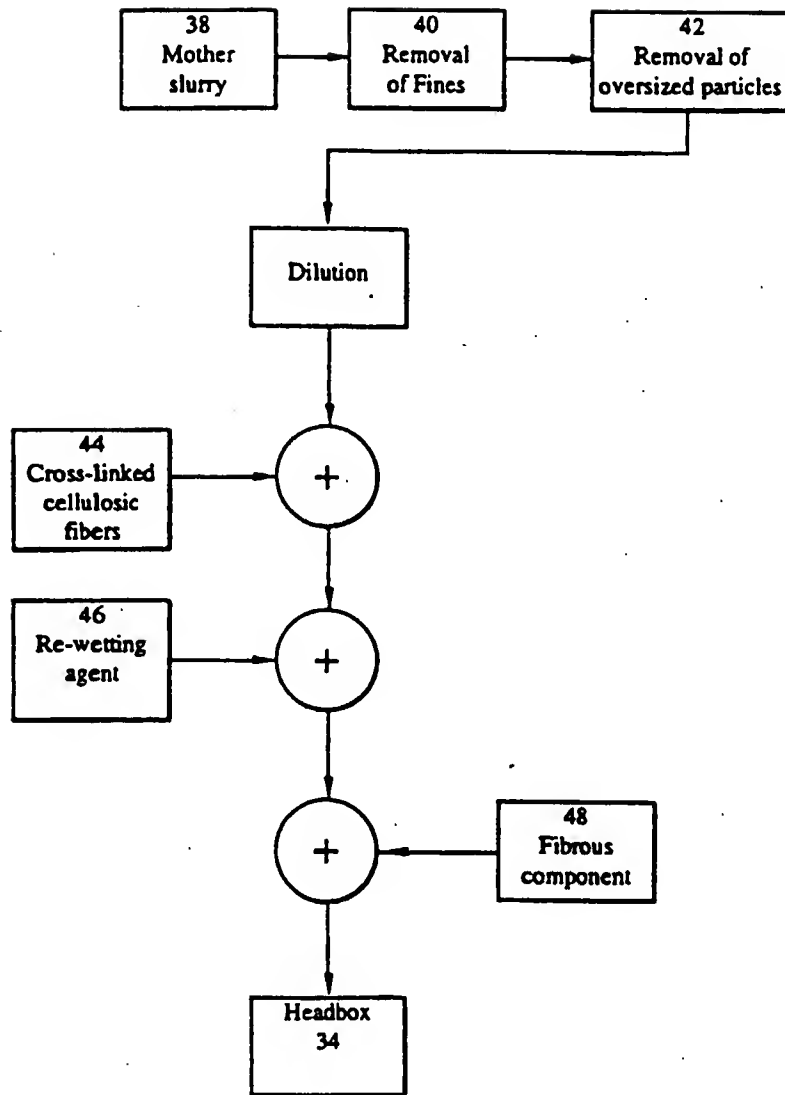 38
Mother
slurry
40
Removal
of Fines
42
Removal of
oversized particles
Dilution
44
Cross-linked
cellulosic
fibers
+
46
Re-wetting
agent
+
48
Fibrous
component
+
Headbox
34